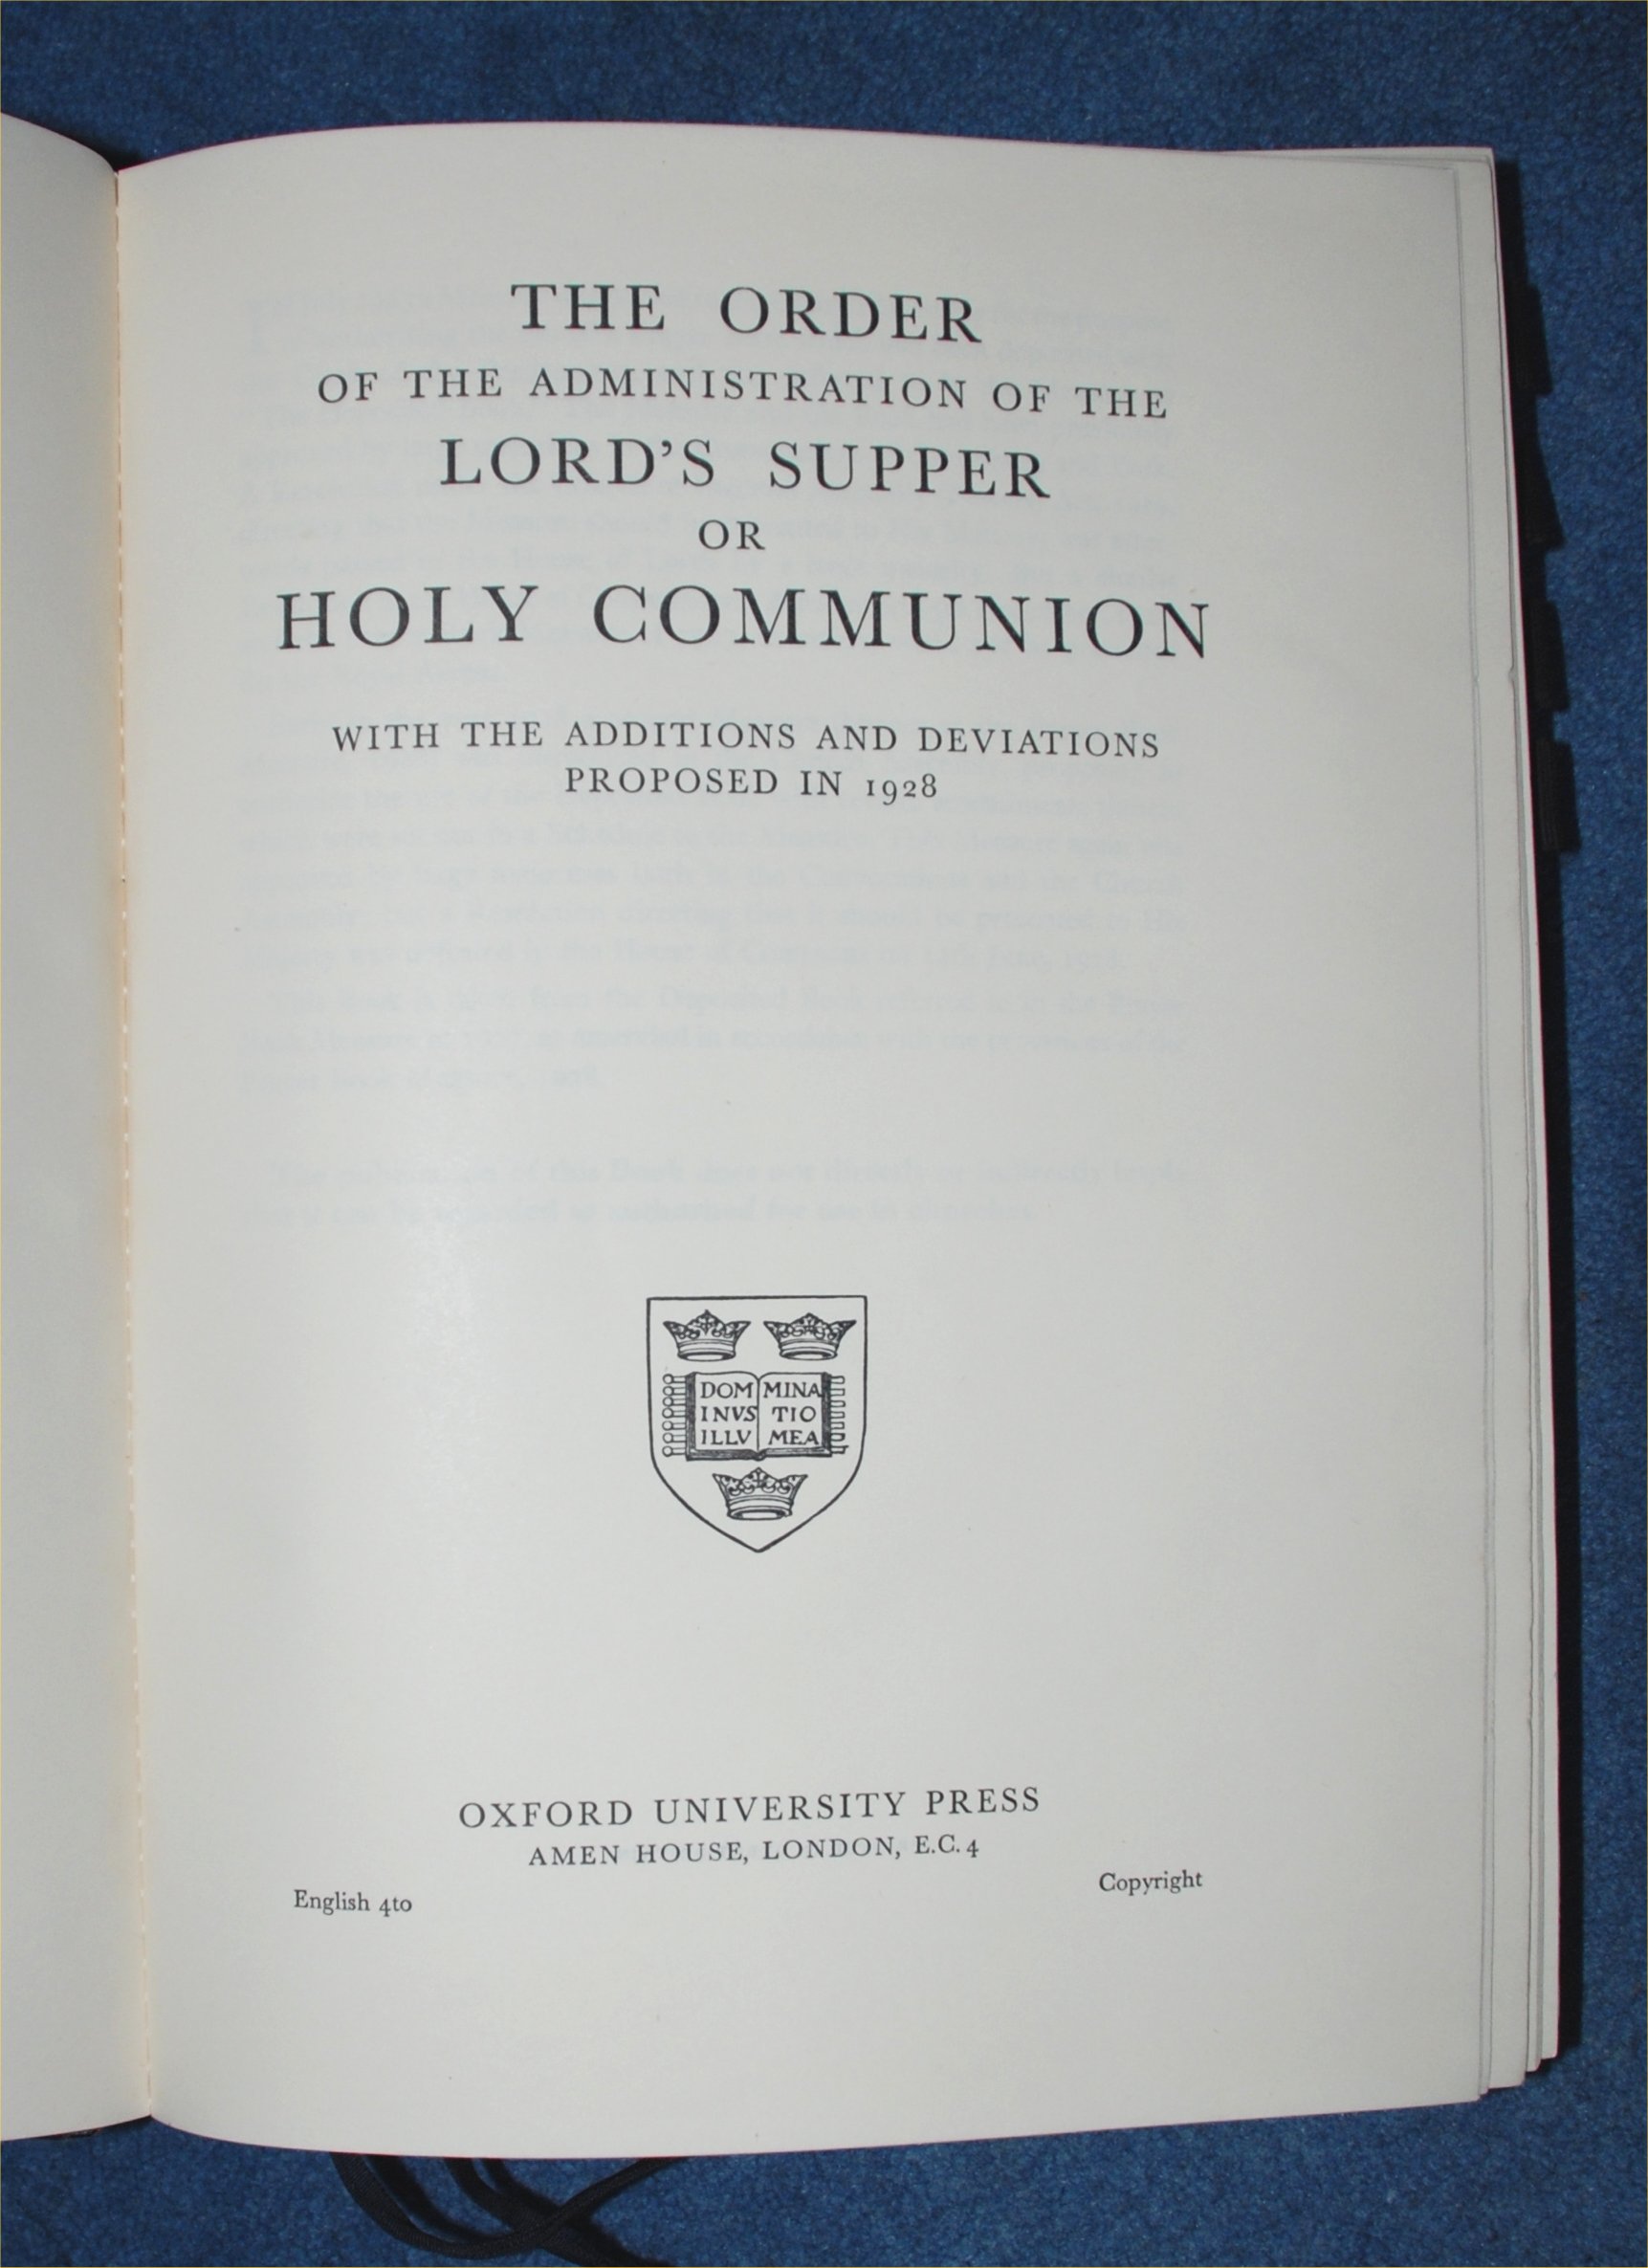 THE ORDER
OF THE ADMINISTRATION OF THE
LORD'S SUPPER
OR
HOLY COMMUNION
WITH THE ADDITIONS AND DEVIATIONS
PROPOSED IN 1928
DOM MINA
INVS TIO
ILLV MEA
OXFORD UNIVERSITY PRESS
AMEN HOUSE, LONDON, E.C. 4
English 4to
Copyright